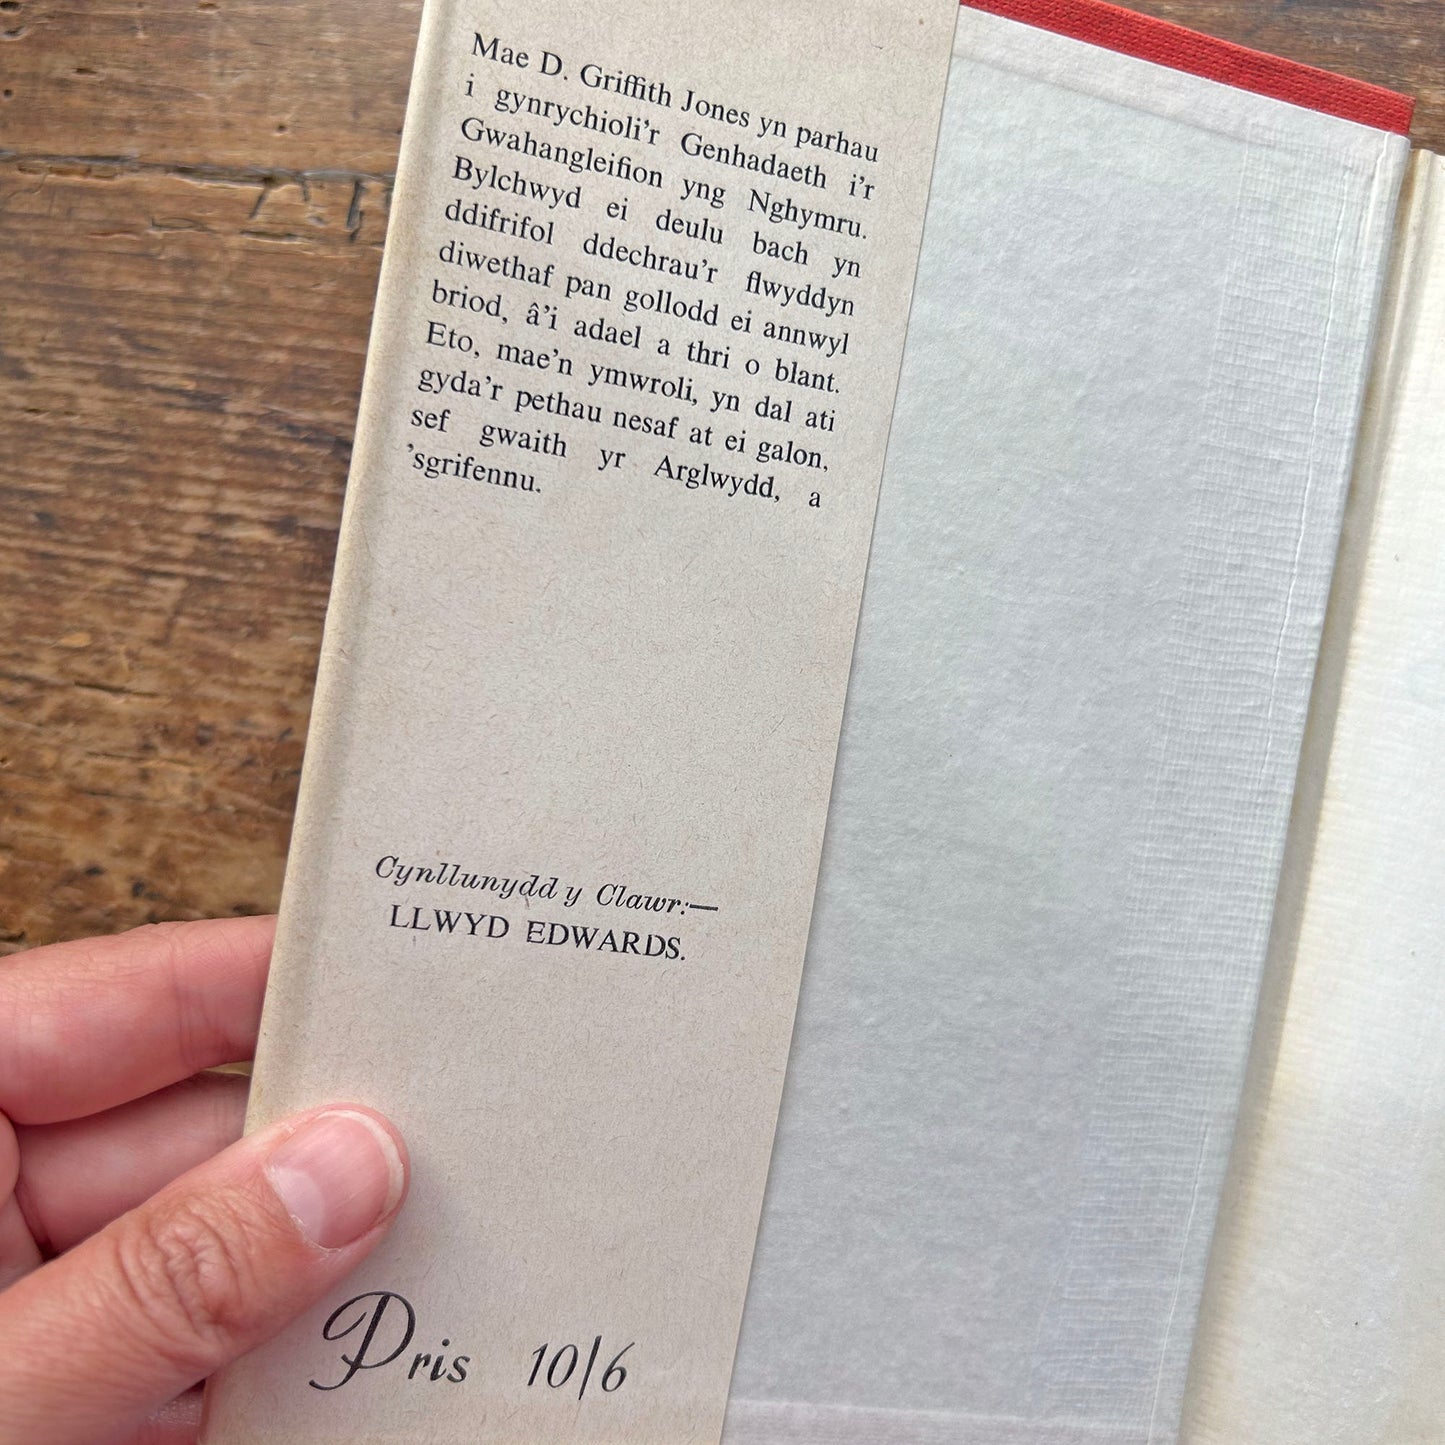 Mae D. Griffith Jones yn parhau
i gynrychioli'r Genhadaeth i'r
Gwahangleifion yng Nghymru.
Bylchwyd ei deulu bach yn
ddifrifol ddechrau'r flwyddyn
diwethaf pan gollodd ei annwyl
briod, â'i adael a thri o blant.
Eto, mae'n ymwroli, yn dal ati
gyda'r pethau nesaf at ei galon,
sef gwaith yr Arglwydd, a
'sgrifennu.
Cynllunydd y Clawr:—
LLWYD EDWARDS.
Pris 10/6